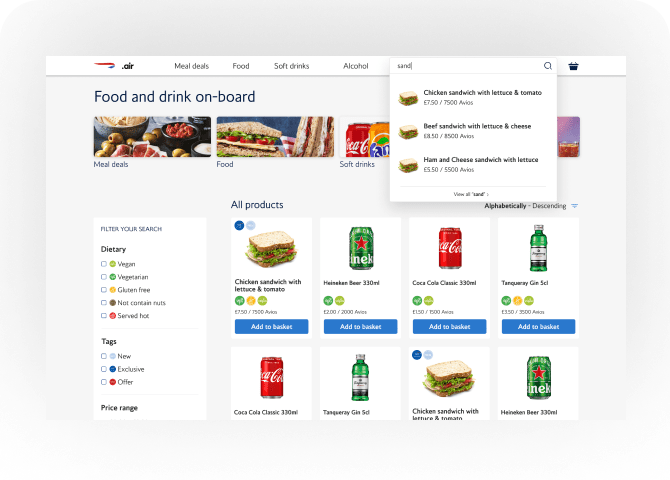 .air
Meal deals
Food
Soft drinks
Alcohol
sand
Chicken sandwich with lettuce & tomato
£7.50 / 7500 Avios
Beef sandwich with lettuce & cheese
£8.50 / 8500 Avios
Ham and Cheese sandwich with lettuce
£5.50 / 5500 Avios
View all "sand"
Food and drink on-board
Meal deals
Food
Soft drinks
All products
Alphabetically - Descending
FILTER YOUR SEARCH
Dietary
Vegan
Vegetarian
Gluten free
Not contain nuts
Served hot
Tags
New
Exclusive
Offer
Price range
Chicken sandwich with
lettuce & tomato
£7.50 / 7500 Avios
Add to basket
Heineken Beer 330ml
£2.00 / 2000 Avios
Add to basket
Coca Cola Classic 330ml
£1.50 / 1500 Avios
Add to basket
Tanqueray Gin 5cl
£3.50 / 3500 Avios
Add to basket
Coca Cola Classic 330ml
Tanqueray Gin 5cl
Chicken sandwich with
lettuce & tomato
Heineken Beer 330ml